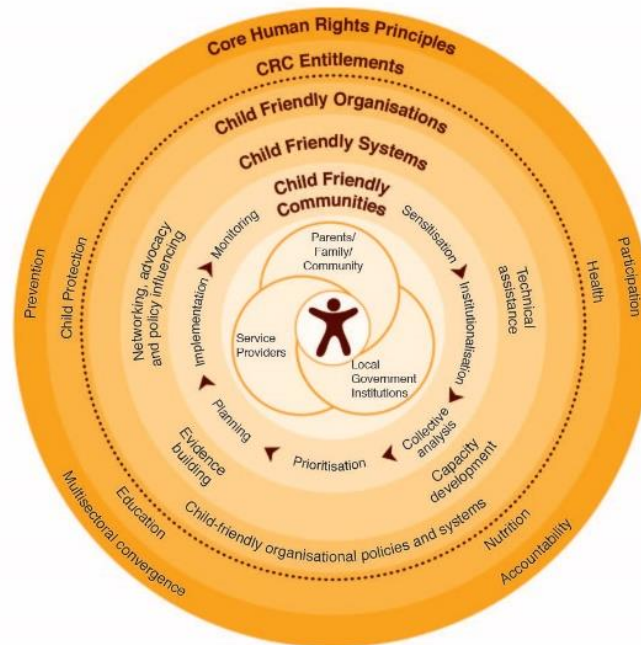 Core Human Rights Principles
CRC Entitlements
Child Friendly Organisations
Child Friendly Systems
Child Friendly
Communities
Monitoring
Sensitisation
Institutionalisation
Collective
analysis
Prioritisation
Planning
Implementation
Parents/
Family/
Community
Service
Providers
Local
Government
Institutions
Networking, advocacy
and policy influencing
Technical
assistance
Evidence
building
Capacity
development
Child-friendly organisational policies and systems
Child Protection
Health
Education
Nutrition
Prevention
Participation
Multisectoral convergence
Accountability